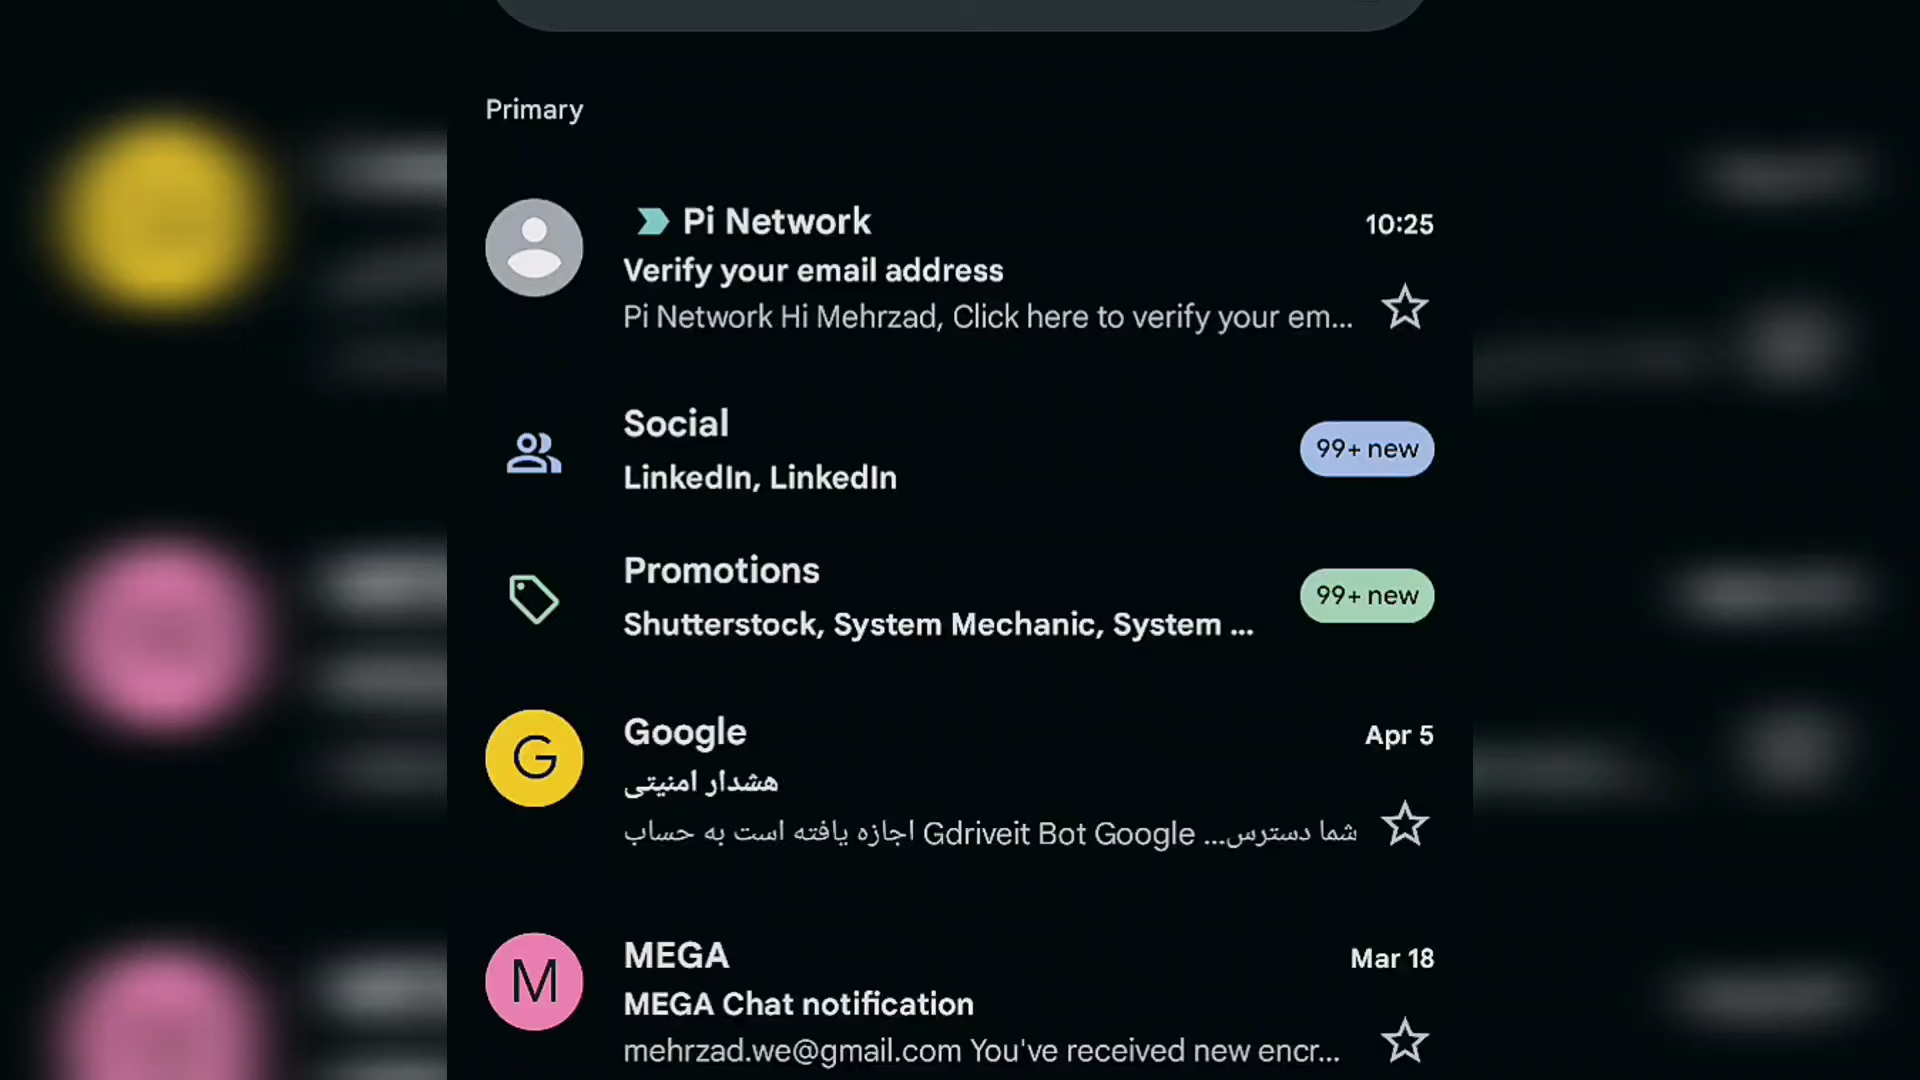 Primary
Pi Network
10:25
Verify your email address
Pi Network Hi Mehrzad, Click here to verify your em...
Social
99+ new
LinkedIn, LinkedIn
Promotions
99+ new
Shutterstock, System Mechanic, System ...
G
Google
Apr 5
هشدار امنیتی
اجازه یافته است به حساب Gdriveit Bot Google ...شما دسترس
M
MEGA
Mar 18
MEGA Chat notification
mehrzad.we@gmail.com You've received new encr...